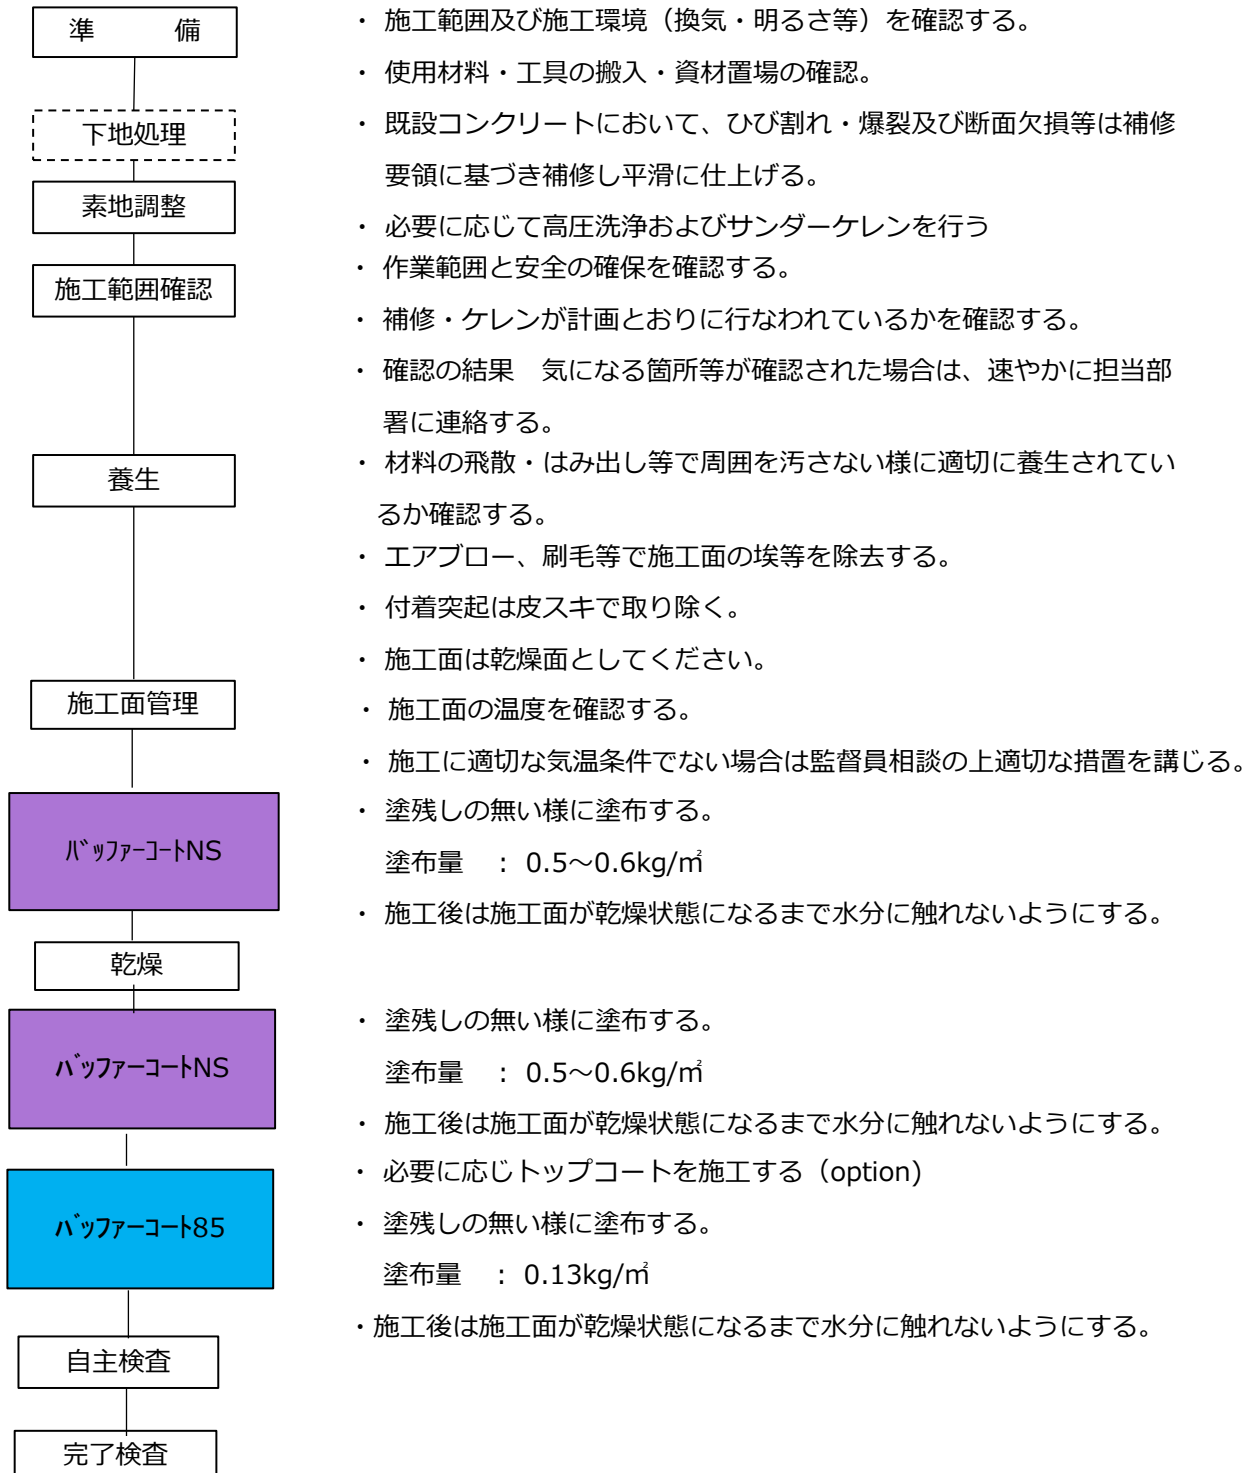 準　　備
・ 施工範囲及び施工環境（換気・明るさ等）を確認する。
・ 使用材料・工具の搬入・資材置場の確認。
下地処理
・ 既設コンクリートにおいて、ひび割れ・爆裂及び断面欠損等は補修
要領に基づき補修し平滑に仕上げる。
素地調整
・ 必要に応じて高圧洗浄およびサンダーケレンを行う
施工範囲確認
・ 作業範囲と安全の確保を確認する。
・ 補修・ケレンが計画とおりに行なわれているかを確認する。
・ 確認の結果　気になる箇所等が確認された場合は、速やかに担当部
署に連絡する。
養生
・ 材料の飛散・はみ出し等で周囲を汚さない様に適切に養生されてい
るか確認する。
・ エアブロー、刷毛等で施工面の埃等を除去する。
・ 付着突起は皮スキで取り除く。
・ 施工面は乾燥面としてください。
施工面管理
・ 施工面の温度を確認する。
・ 施工に適切な気温条件でない場合は監督員相談の上適切な措置を講じる。
ﾊﾞｯﾌｧｰｺｰﾄNS
・ 塗残しの無い様に塗布する。
塗布量　： 0.5～0.6kg/㎡
・ 施工後は施工面が乾燥状態になるまで水分に触れないようにする。
乾燥
ﾊﾞｯﾌｧｰｺｰﾄNS
・ 塗残しの無い様に塗布する。
塗布量　： 0.5～0.6kg/㎡
・ 施工後は施工面が乾燥状態になるまで水分に触れないようにする。
ﾊﾞｯﾌｧｰｺｰﾄ85
・ 必要に応じトップコートを施工する（option)
・ 塗残しの無い様に塗布する。
塗布量　： 0.13kg/㎡
・施工後は施工面が乾燥状態になるまで水分に触れないようにする。
自主検査
完了検査